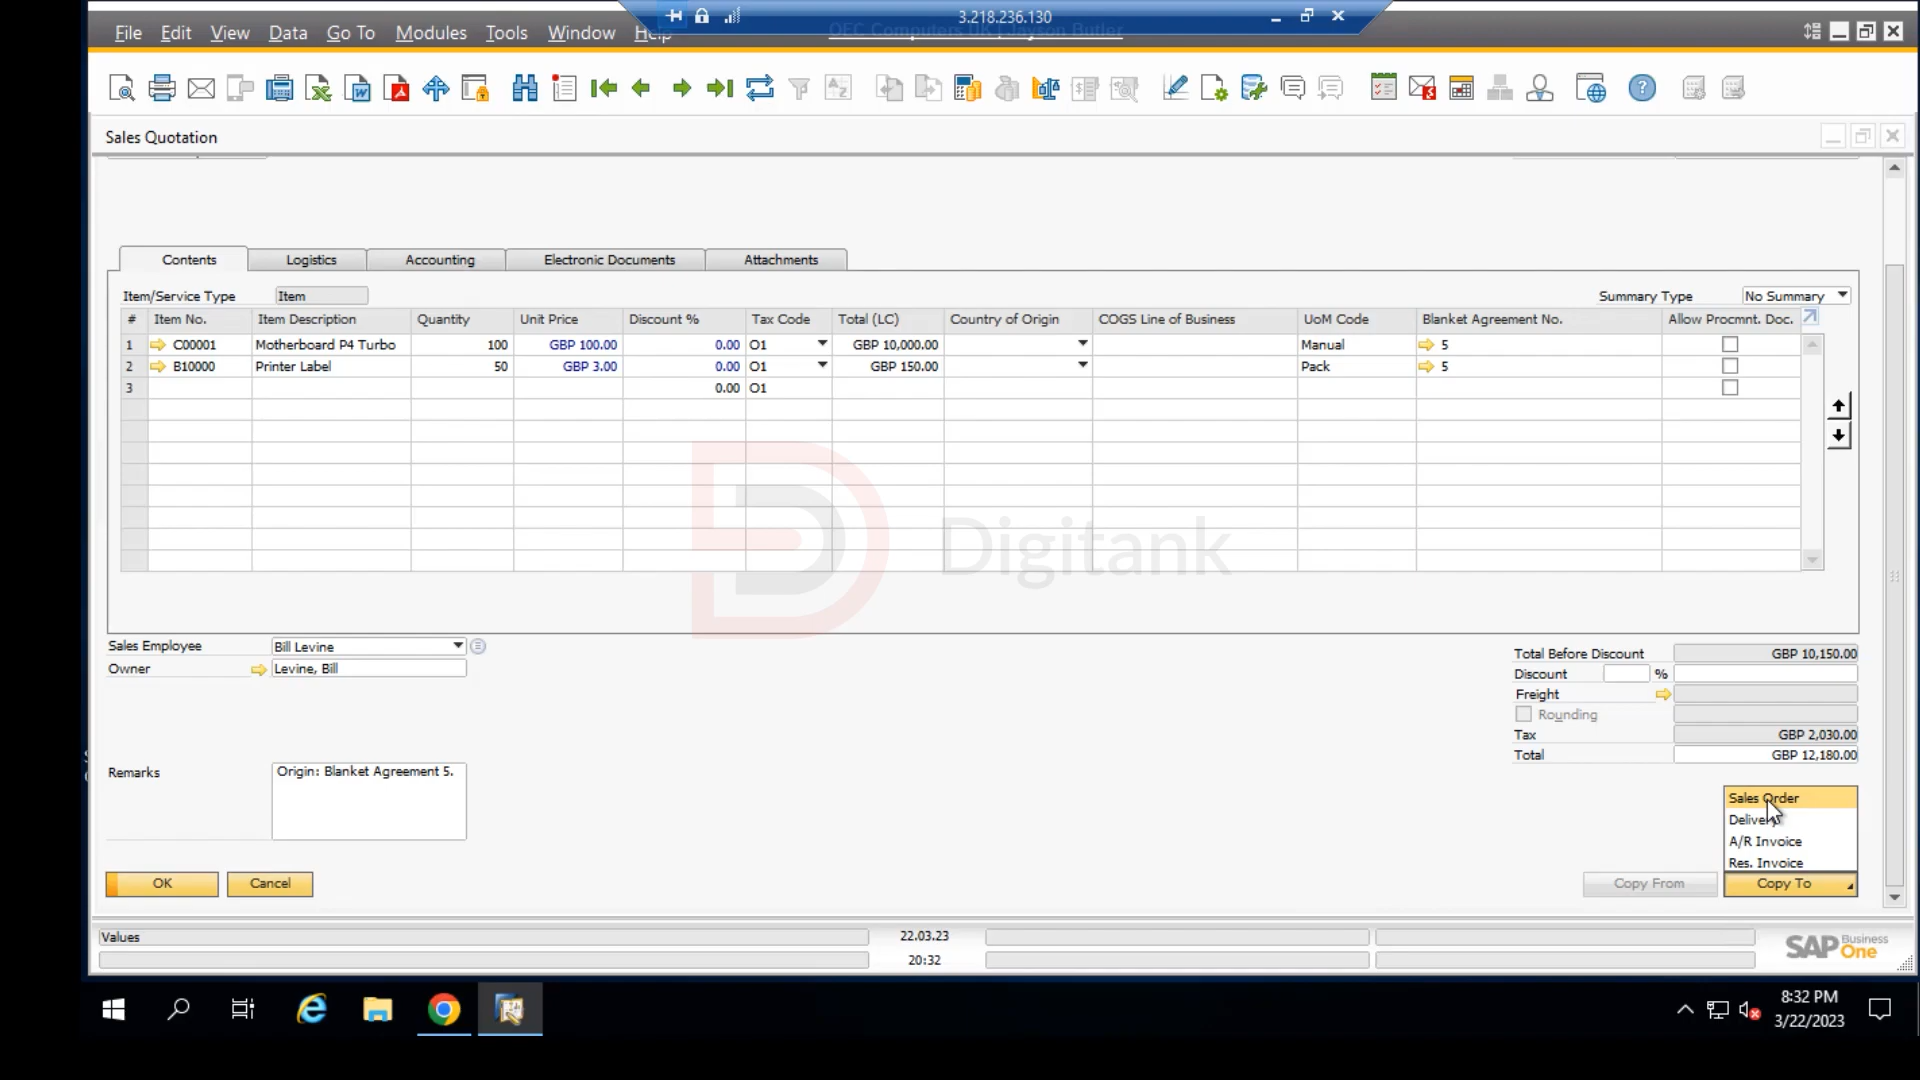 3.218.236.130
File Edit View Data Go To Modules Tools Window Help OEC Computers UK | Jayson Butler
Sales Quotation
Contents Logistics Accounting Electronic Documents Attachments
Item/Service Type Item Summary Type No Summary
# Item No. Item Description Quantity Unit Price Discount % Tax Code Total (LC) Country of Origin COGS Line of Business UoM Code Blanket Agreement No. Allow Procmnt. Doc.
1 C00001 Motherboard P4 Turbo 100 GBP 100.00 0.00 O1 GBP 10,000.00 Manual 5
2 B10000 Printer Label 50 GBP 3.00 0.00 O1 GBP 150.00 Pack 5
3 0.00 O1
Digitank
Sales Employee Bill Levine
Owner Levine, Bill
Total Before Discount GBP 10,150.00
Discount %
Freight
Rounding
Tax GBP 2,030.00
Total GBP 12,180.00
Remarks Origin: Blanket Agreement 5.
Sales Order
Delivery
A/R Invoice
Res. Invoice
OK Cancel Copy From Copy To
Values 22.03.23
20:32
SAP Business One
8:32 PM
3/22/2023